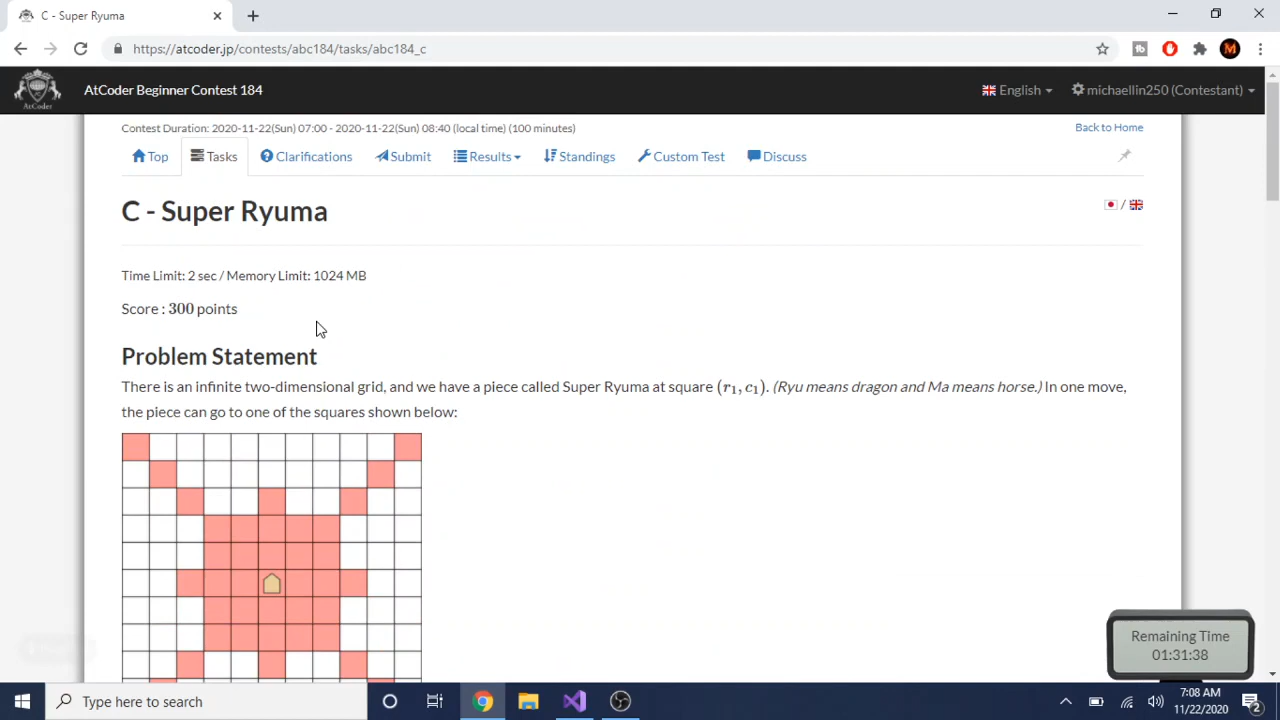 C - Super Ryuma
https://atcoder.jp/contests/abc184/tasks/abc184_c
M
AtCoder
AtCoder Beginner Contest 184
English
michaellin250 (Contestant)
Contest Duration: 2020-11-22(Sun) 07:00 - 2020-11-22(Sun) 08:40 (local time) (100 minutes)
Back to Home
Top
Tasks
Clarifications
Submit
Results
Standings
Custom Test
Discuss
C - Super Ryuma
/
Time Limit: 2 sec / Memory Limit: 1024 MB
Score : 300 points
Problem Statement
There is an infinite two-dimensional grid, and we have a piece called Super Ryuma at square (r1, c1). (Ryu means dragon and Ma means horse.) In one move,
the piece can go to one of the squares shown below:
Remaining Time
01:31:38
Type here to search
7:08 AM
11/22/2020
2